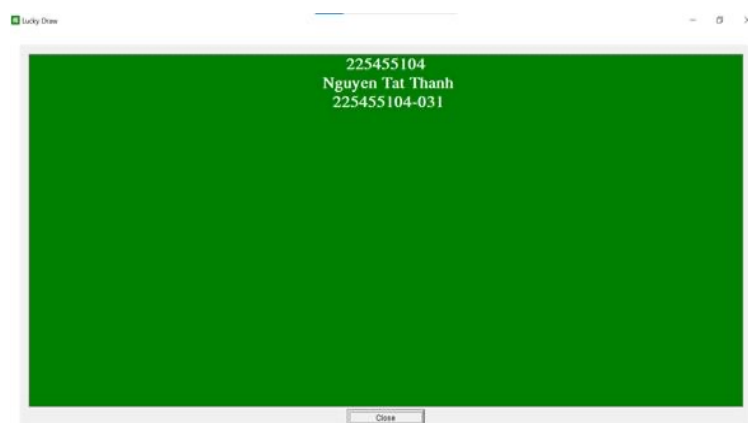 Lucky Draw
225455104
Nguyen Tat Thanh
225455104-031
Close